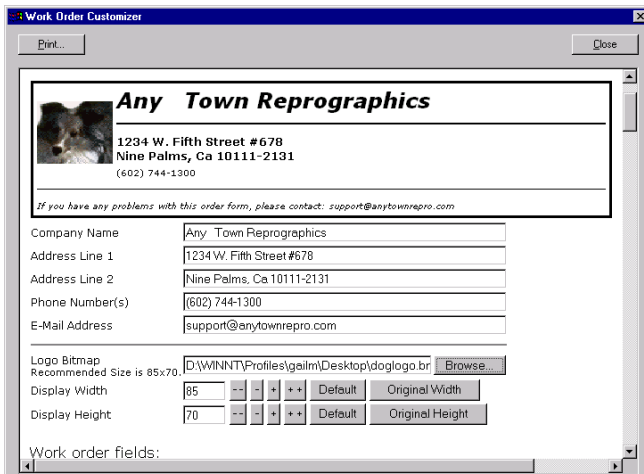 Work Order Customizer
Print...
Close
Any Town Reprographics
1234 W. Fifth Street #678
Nine Palms, Ca 10111-2131
(602) 744-1300
If you have any problems with this order form, please contact: support@anytownrepro.com
Company Name Any Town Reprographics
Address Line 1 1234 W. Fifth Street #678
Address Line 2 Nine Palms, Ca 10111-2131
Phone Number(s) (602) 744-1300
E-Mail Address support@anytownrepro.com
Logo Bitmap
Recommended Size is 85x70. D:\WINNT\Profiles\gailm\Desktop\doglogo.br Browse...
Display Width 85 -- - + ++ Default Original Width
Display Height 70 -- - + ++ Default Original Height
Work order fields: